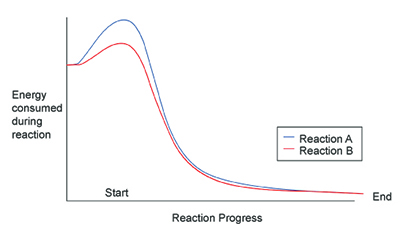 Energy
consumed
during
reaction
Reaction A
Reaction B
Start
End
Reaction Progress